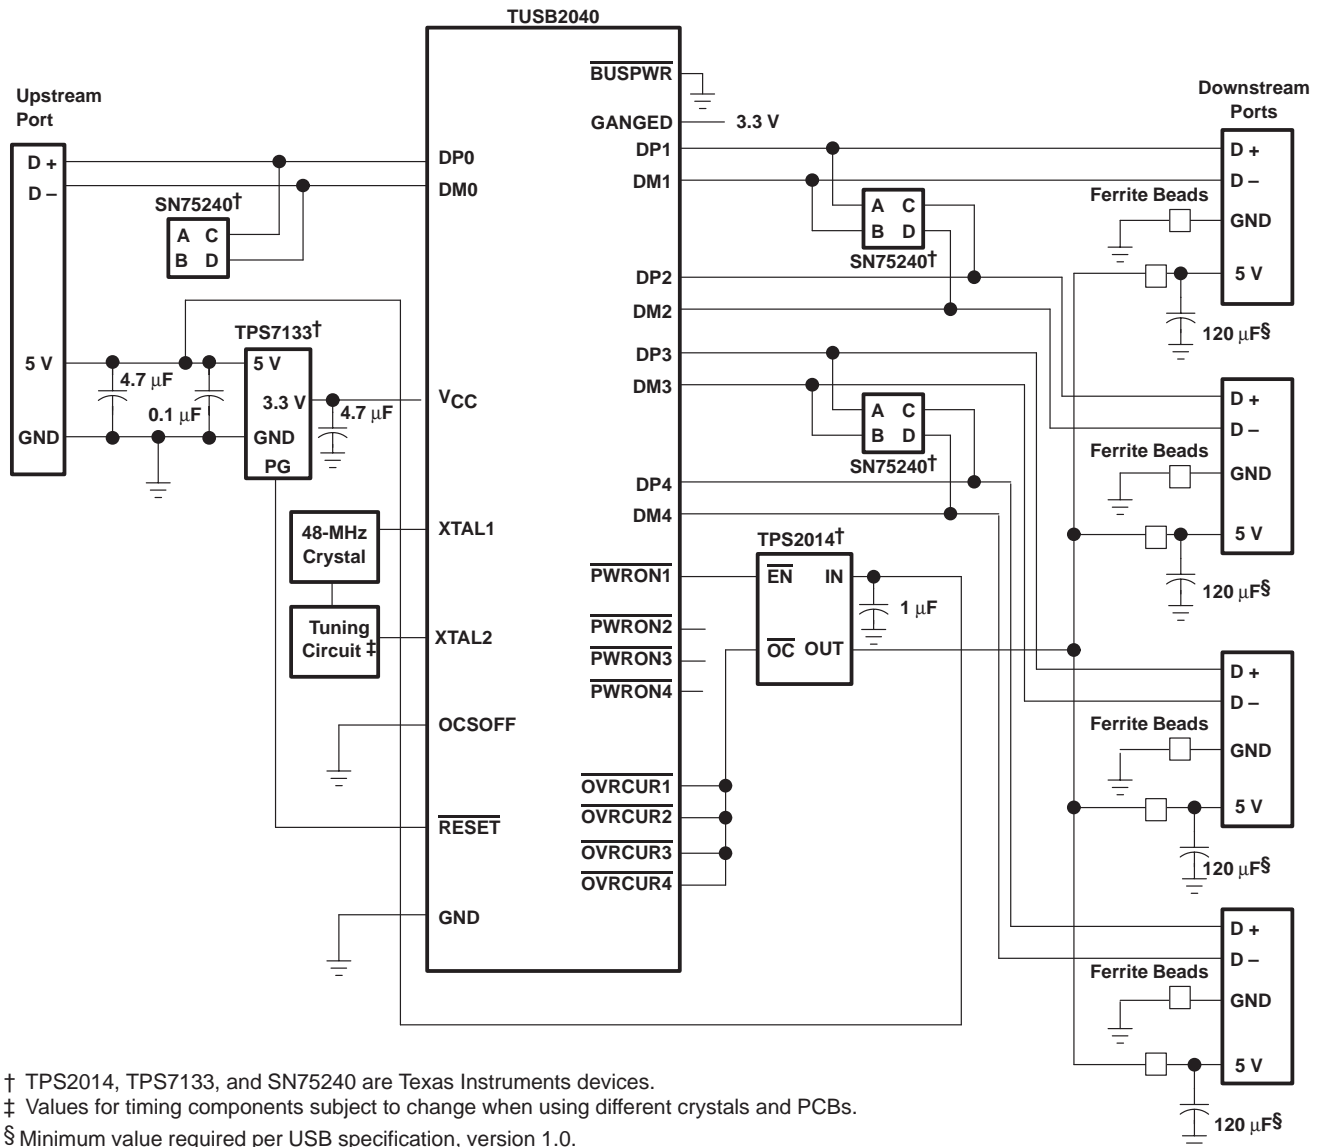 TUSB2040
Upstream
Port
D +
D –
5 V
GND
SN75240†
A C
B D
TPS7133†
5 V
3.3 V
GND
PG
4.7 μF
0.1 μF
4.7 μF
48-MHz
Crystal
Tuning
Circuit ‡
DP0
DM0
VCC
XTAL1
XTAL2
OCSOFF
RESET
GND
BUSPWR
GANGED
3.3 V
DP1
DM1
DP2
DM2
DP3
DM3
DP4
DM4
PWRON1
PWRON2
PWRON3
PWRON4
OVRCUR1
OVRCUR2
OVRCUR3
OVRCUR4
A C
B D
SN75240†
A C
B D
SN75240†
TPS2014†
EN IN
OC OUT
1 μF
Downstream
Ports
D +
D –
Ferrite Beads
GND
5 V
120 μF§
D +
D –
Ferrite Beads
GND
5 V
120 μF§
D +
D –
Ferrite Beads
GND
5 V
120 μF§
D +
D –
Ferrite Beads
GND
5 V
120 μF§
† TPS2014, TPS7133, and SN75240 are Texas Instruments devices.
‡ Values for timing components subject to change when using different crystals and PCBs.
§ Minimum value required per USB specification, version 1.0.